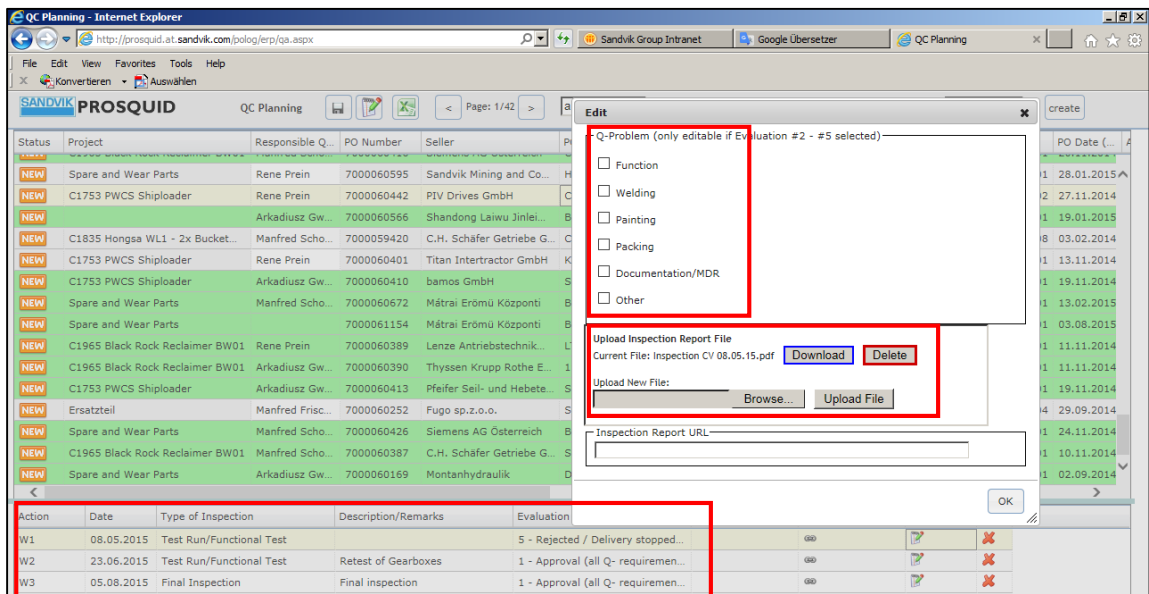 QC Planning - Internet Explorer
http://prosquid.at.sandvik.com/polog/erp/qa.aspx
Sandvik Group Intranet
Google Übersetzer
QC Planning
File Edit View Favorites Tools Help
Konvertieren Auswählen
SANDVIK PROSQUID QC Planning < Page: 1/42 > create
Status Project Responsible Q... PO Number Seller PO Date (...
NEW Spare and Wear Parts Rene Prein 7000060595 Sandvik Mining and Co... H 28.01.2015
NEW C1753 PWCS Shiploader Rene Prein 7000060442 PIV Drives GmbH C 27.11.2014
NEW Arkadiusz Gw... 7000060566 Shandong Laiwu Jinlei... B 19.01.2015
NEW C1835 Hongsa WL1 - 2x Bucket... Manfred Scho... 7000059420 C.H. Schäfer Getriebe G... C 03.02.2014
NEW C1753 PWCS Shiploader Rene Prein 7000060401 Titan Intertractor GmbH K 13.11.2014
NEW C1753 PWCS Shiploader Arkadiusz Gw... 7000060410 bamos GmbH S 19.11.2014
NEW Spare and Wear Parts Manfred Scho... 7000060672 Mátrai Erömü Központi B 13.02.2015
NEW Spare and Wear Parts 7000061154 Mátrai Erömü Központi B 03.08.2015
NEW C1965 Black Rock Reclaimer BW01 Rene Prein 7000060389 Lenze Antriebstechnik... 11.11.2014
NEW C1965 Black Rock Reclaimer BW01 Arkadiusz Gw... 7000060390 Thyssen Krupp Rothe E... 1 11.11.2014
NEW C1753 PWCS Shiploader Arkadiusz Gw... 7000060413 Pfeifer Seil- und Hebete... S 19.11.2014
NEW Ersatzteil Manfred Frisc... 7000060252 Fugo sp.z.o.o. S 29.09.2014
NEW Spare and Wear Parts Manfred Scho... 7000060426 Siemens AG Österreich B 24.11.2014
NEW C1965 Black Rock Reclaimer BW01 Manfred Scho... 7000060387 C.H. Schäfer Getriebe G... S 10.11.2014
NEW Spare and Wear Parts Arkadiusz Gw... 7000060169 Montanhydraulik D 02.09.2014
Edit
Q-Problem (only editable if Evaluation #2 - #5 selected)
Function
Welding
Painting
Packing
Documentation/MDR
Other
Upload Inspection Report File
Current File: Inspection CV 08.05.15.pdf Download Delete
Upload New File:
Browse... Upload File
Inspection Report URL
OK
Action Date Type of Inspection Description/Remarks Evaluation
W1 08.05.2015 Test Run/Functional Test 5 - Rejected / Delivery stopped...
W2 23.06.2015 Test Run/Functional Test Retest of Gearboxes 1 - Approval (all Q- requiremen...
W3 05.08.2015 Final Inspection Final inspection 1 - Approval (all Q- requiremen...